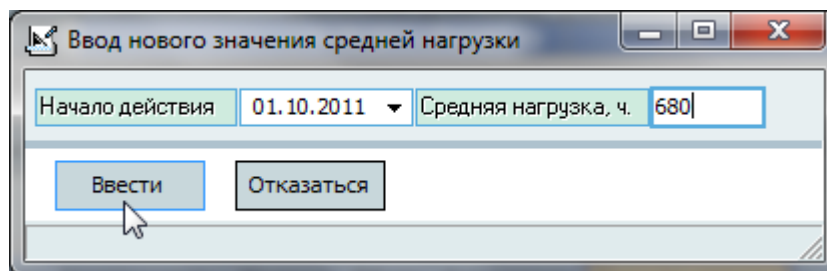 Ввод нового значения средней нагрузки
Начало действия 01.10.2011 Средняя нагрузка, ч. 680
Ввести Отказаться